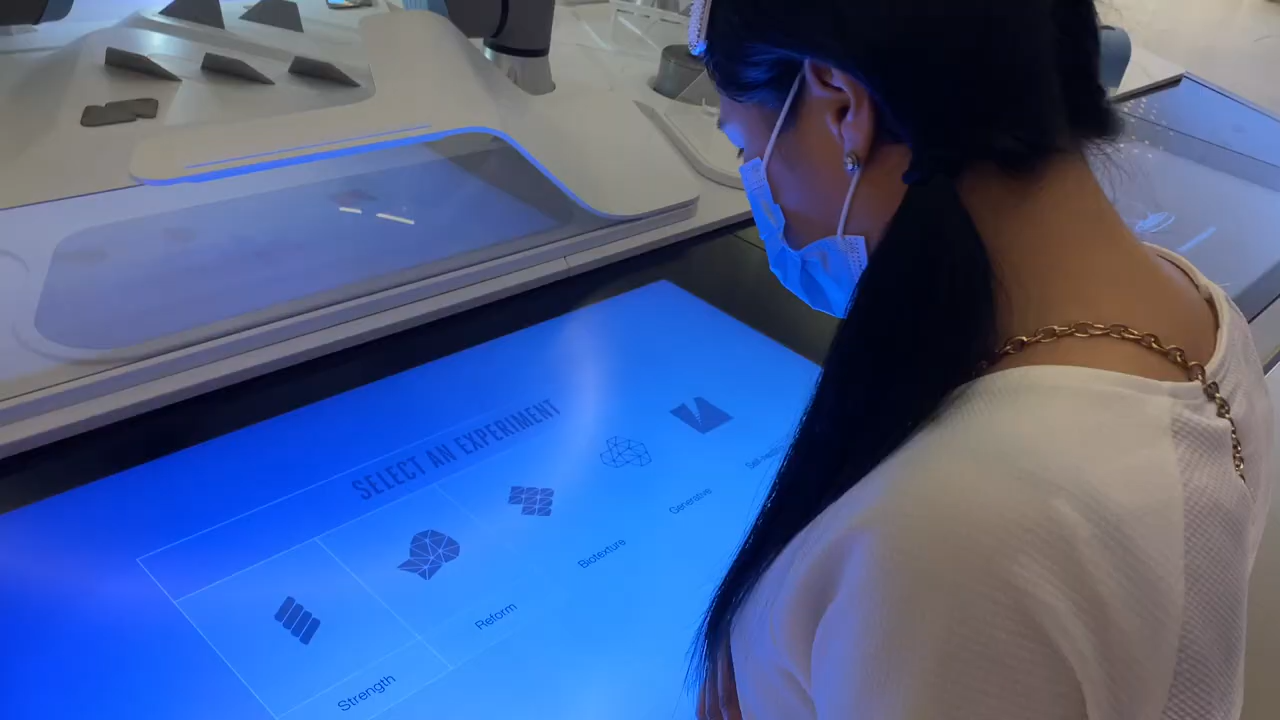 SELECT AN EXPERIMENT
Strength
Reform
Biotexture
Generative